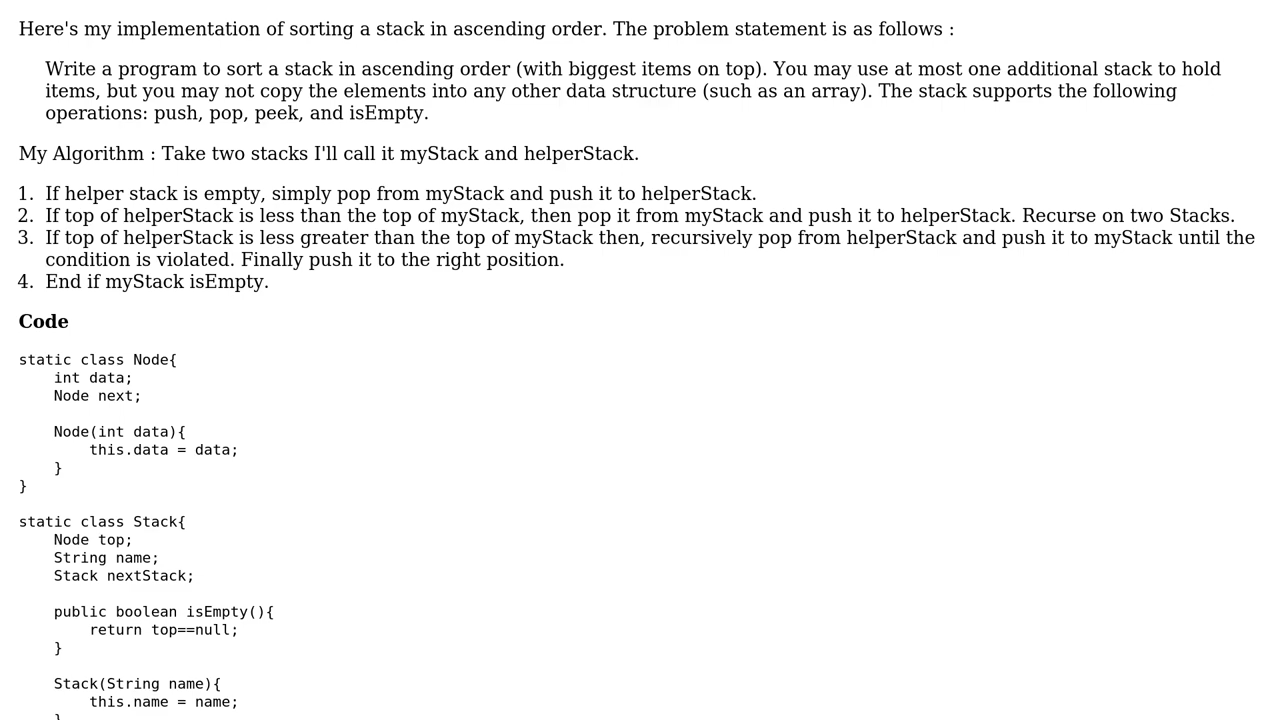 Here's my implementation of sorting a stack in ascending order. The problem statement is as follows :
Write a program to sort a stack in ascending order (with biggest items on top). You may use at most one additional stack to hold
items, but you may not copy the elements into any other data structure (such as an array). The stack supports the following
operations: push, pop, peek, and isEmpty.
My Algorithm : Take two stacks I'll call it myStack and helperStack.
1. If helper stack is empty, simply pop from myStack and push it to helperStack.
2. If top of helperStack is less than the top of myStack, then pop it from myStack and push it to helperStack. Recurse on two Stacks.
3. If top of helperStack is less greater than the top of myStack then, recursively pop from helperStack and push it to myStack until the
condition is violated. Finally push it to the right position.
4. End if myStack isEmpty.
Code
static class Node{
    int data;
    Node next;
    Node(int data){
        this.data = data;
    }
}
static class Stack{
    Node top;
    String name;
    Stack nextStack;
    public boolean isEmpty(){
        return top==null;
    }
    Stack(String name){
        this.name = name;
    }